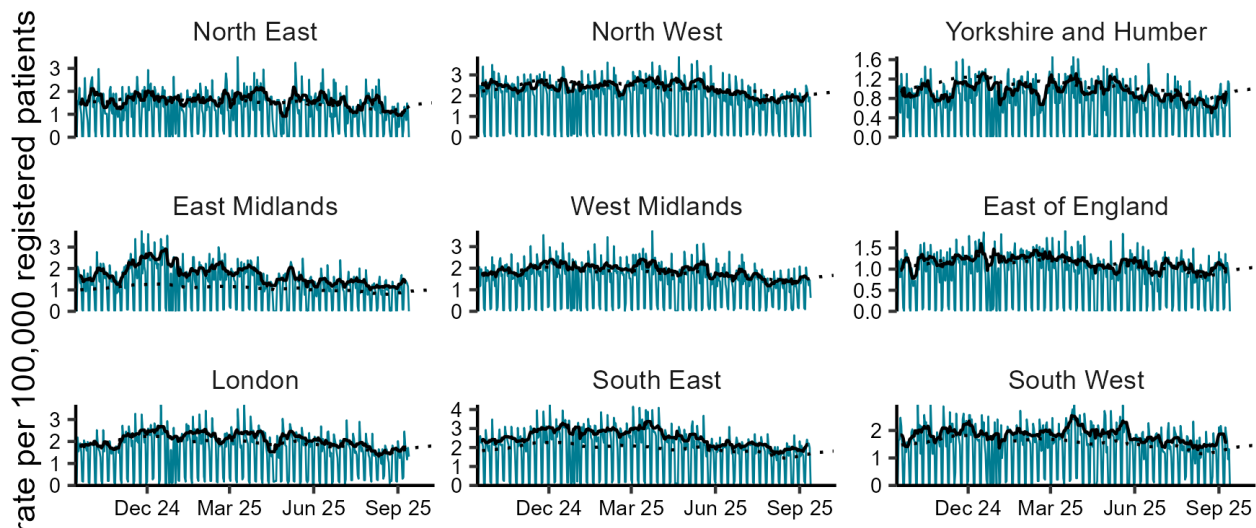 rate per 100,000 registered patients
North East
North West
Yorkshire and Humber
3
2
1
0
3
2
1
0
1.6
1.2
0.8
0.4
0.0
East Midlands
West Midlands
East of England
3
2
1
0
3
2
1
0
1.5
1.0
0.5
0.0
London
South East
South West
3
2
1
0
4
3
2
1
0
2
1
0
Dec 24 Mar 25 Jun 25 Sep 25
Dec 24 Mar 25 Jun 25 Sep 25
Dec 24 Mar 25 Jun 25 Sep 25